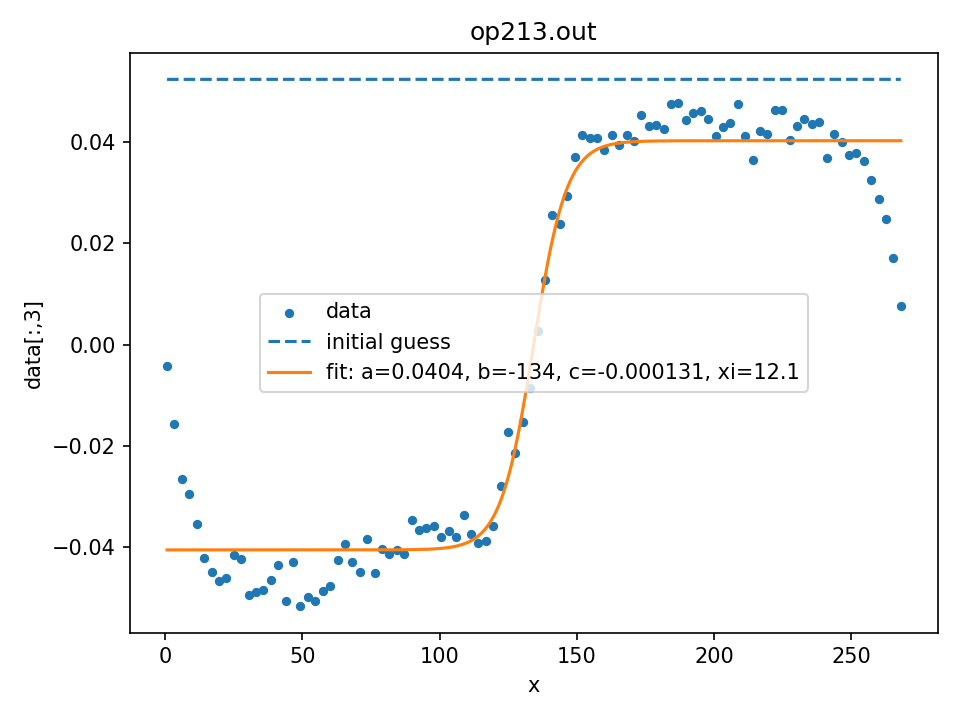 op213.out
data[:,3]
0.04
0.02
0.00
−0.02
−0.04
data
initial guess
fit: a=0.0404, b=-134, c=-0.000131, xi=12.1
0 50 100 150 200 250
x